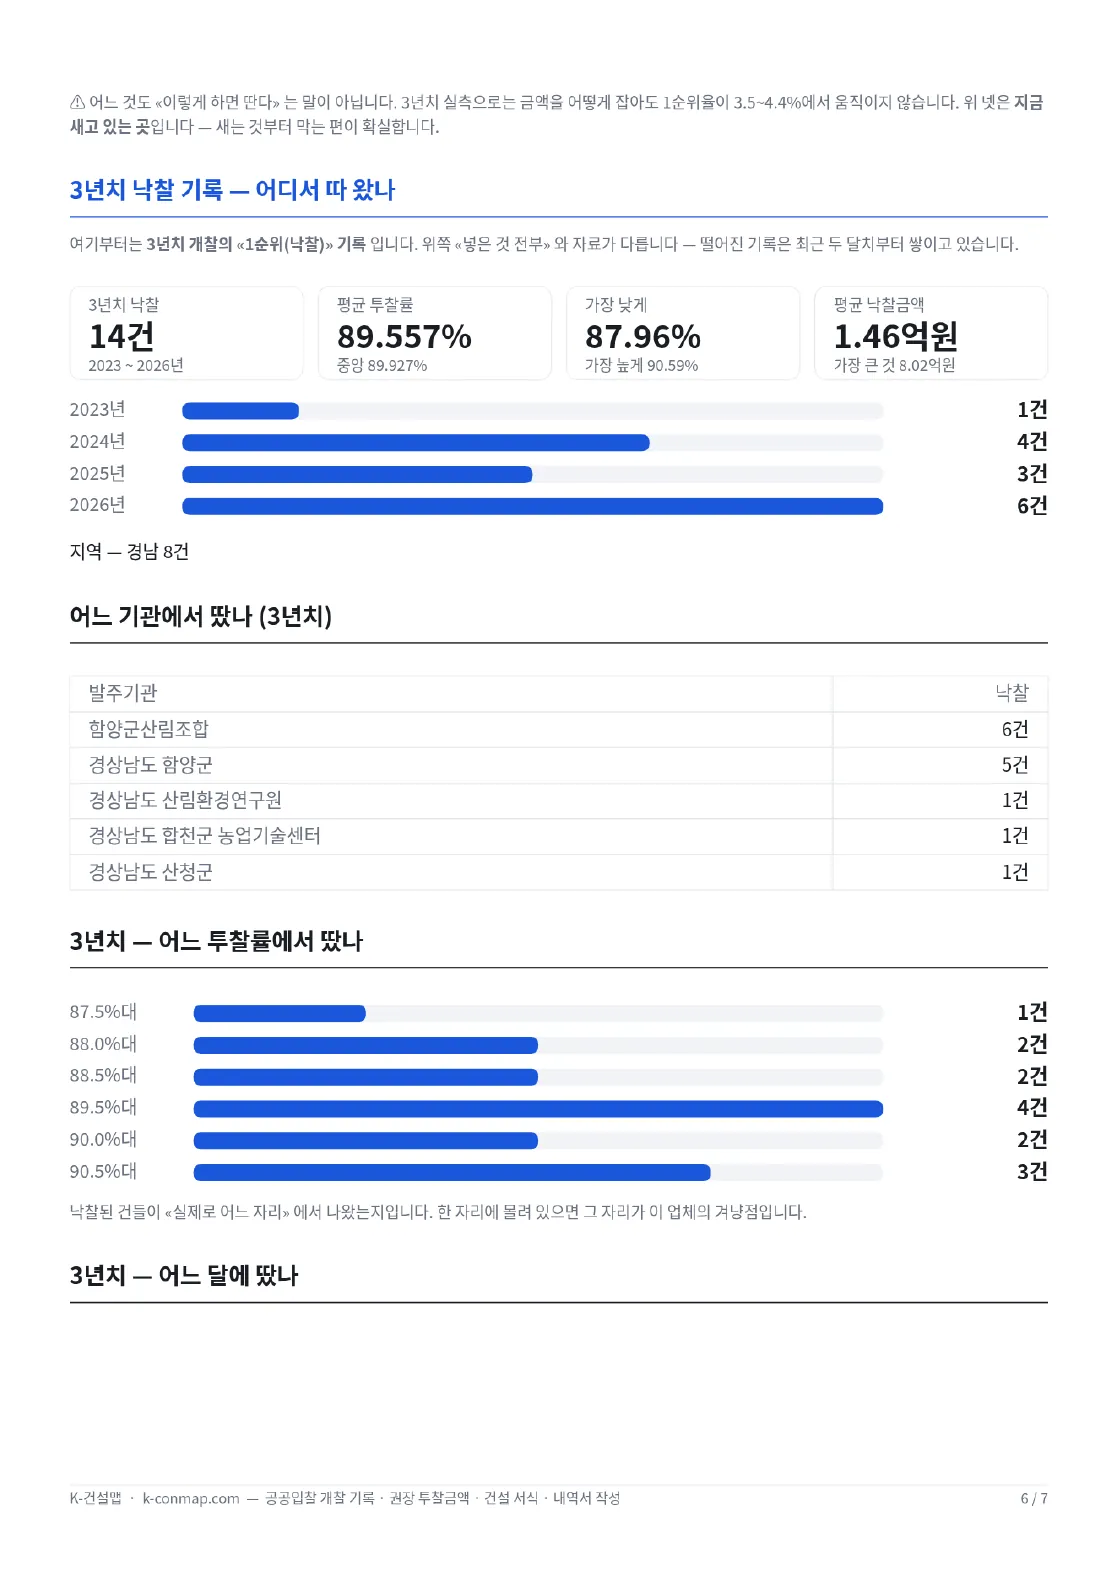 ⚠ 어느 것도 «이렇게 하면 딴다» 는 말이 아닙니다. 3년치 실측으로는 금액을 어떻게 잡아도 1순위율이 3.5~4.4%에서 움직이지 않습니다. 위 넷은 지금
새고 있는 곳입니다 — 새는 것부터 막는 편이 확실합니다.
3년치 낙찰 기록 — 어디서 따 왔나
여기부터는 3년치 개찰의 «1순위(낙찰)» 기록 입니다. 위쪽 «넣은 것 전부» 와 자료가 다릅니다 — 떨어진 기록은 최근 두 달치부터 쌓이고 있습니다.
3년치 낙찰
14건
2023 ~ 2026년
평균 투찰률
89.557%
중앙 89.927%
가장 낮게
87.96%
가장 높게 90.59%
평균 낙찰금액
1.46억원
가장 큰 것 8.02억원
2023년 1건
2024년 4건
2025년 3건
2026년 6건
지역 — 경남 8건
어느 기관에서 땄나 (3년치)
발주기관 낙찰
함양군산림조합 6건
경상남도 함양군 5건
경상남도 산림환경연구원 1건
경상남도 합천군 농업기술센터 1건
경상남도 산청군 1건
3년치 — 어느 투찰률에서 땄나
87.5%대 1건
88.0%대 2건
88.5%대 2건
89.5%대 4건
90.0%대 2건
90.5%대 3건
낙찰된 건들이 «실제로 어느 자리» 에서 나왔는지입니다. 한 자리에 몰려 있으면 그 자리가 이 업체의 겨냥점입니다.
3년치 — 어느 달에 땄나
K-건설맵 · k-conmap.com — 공공입찰 개찰 기록 · 권장 투찰금액 · 건설 서식 · 내역서 작성 6 / 7